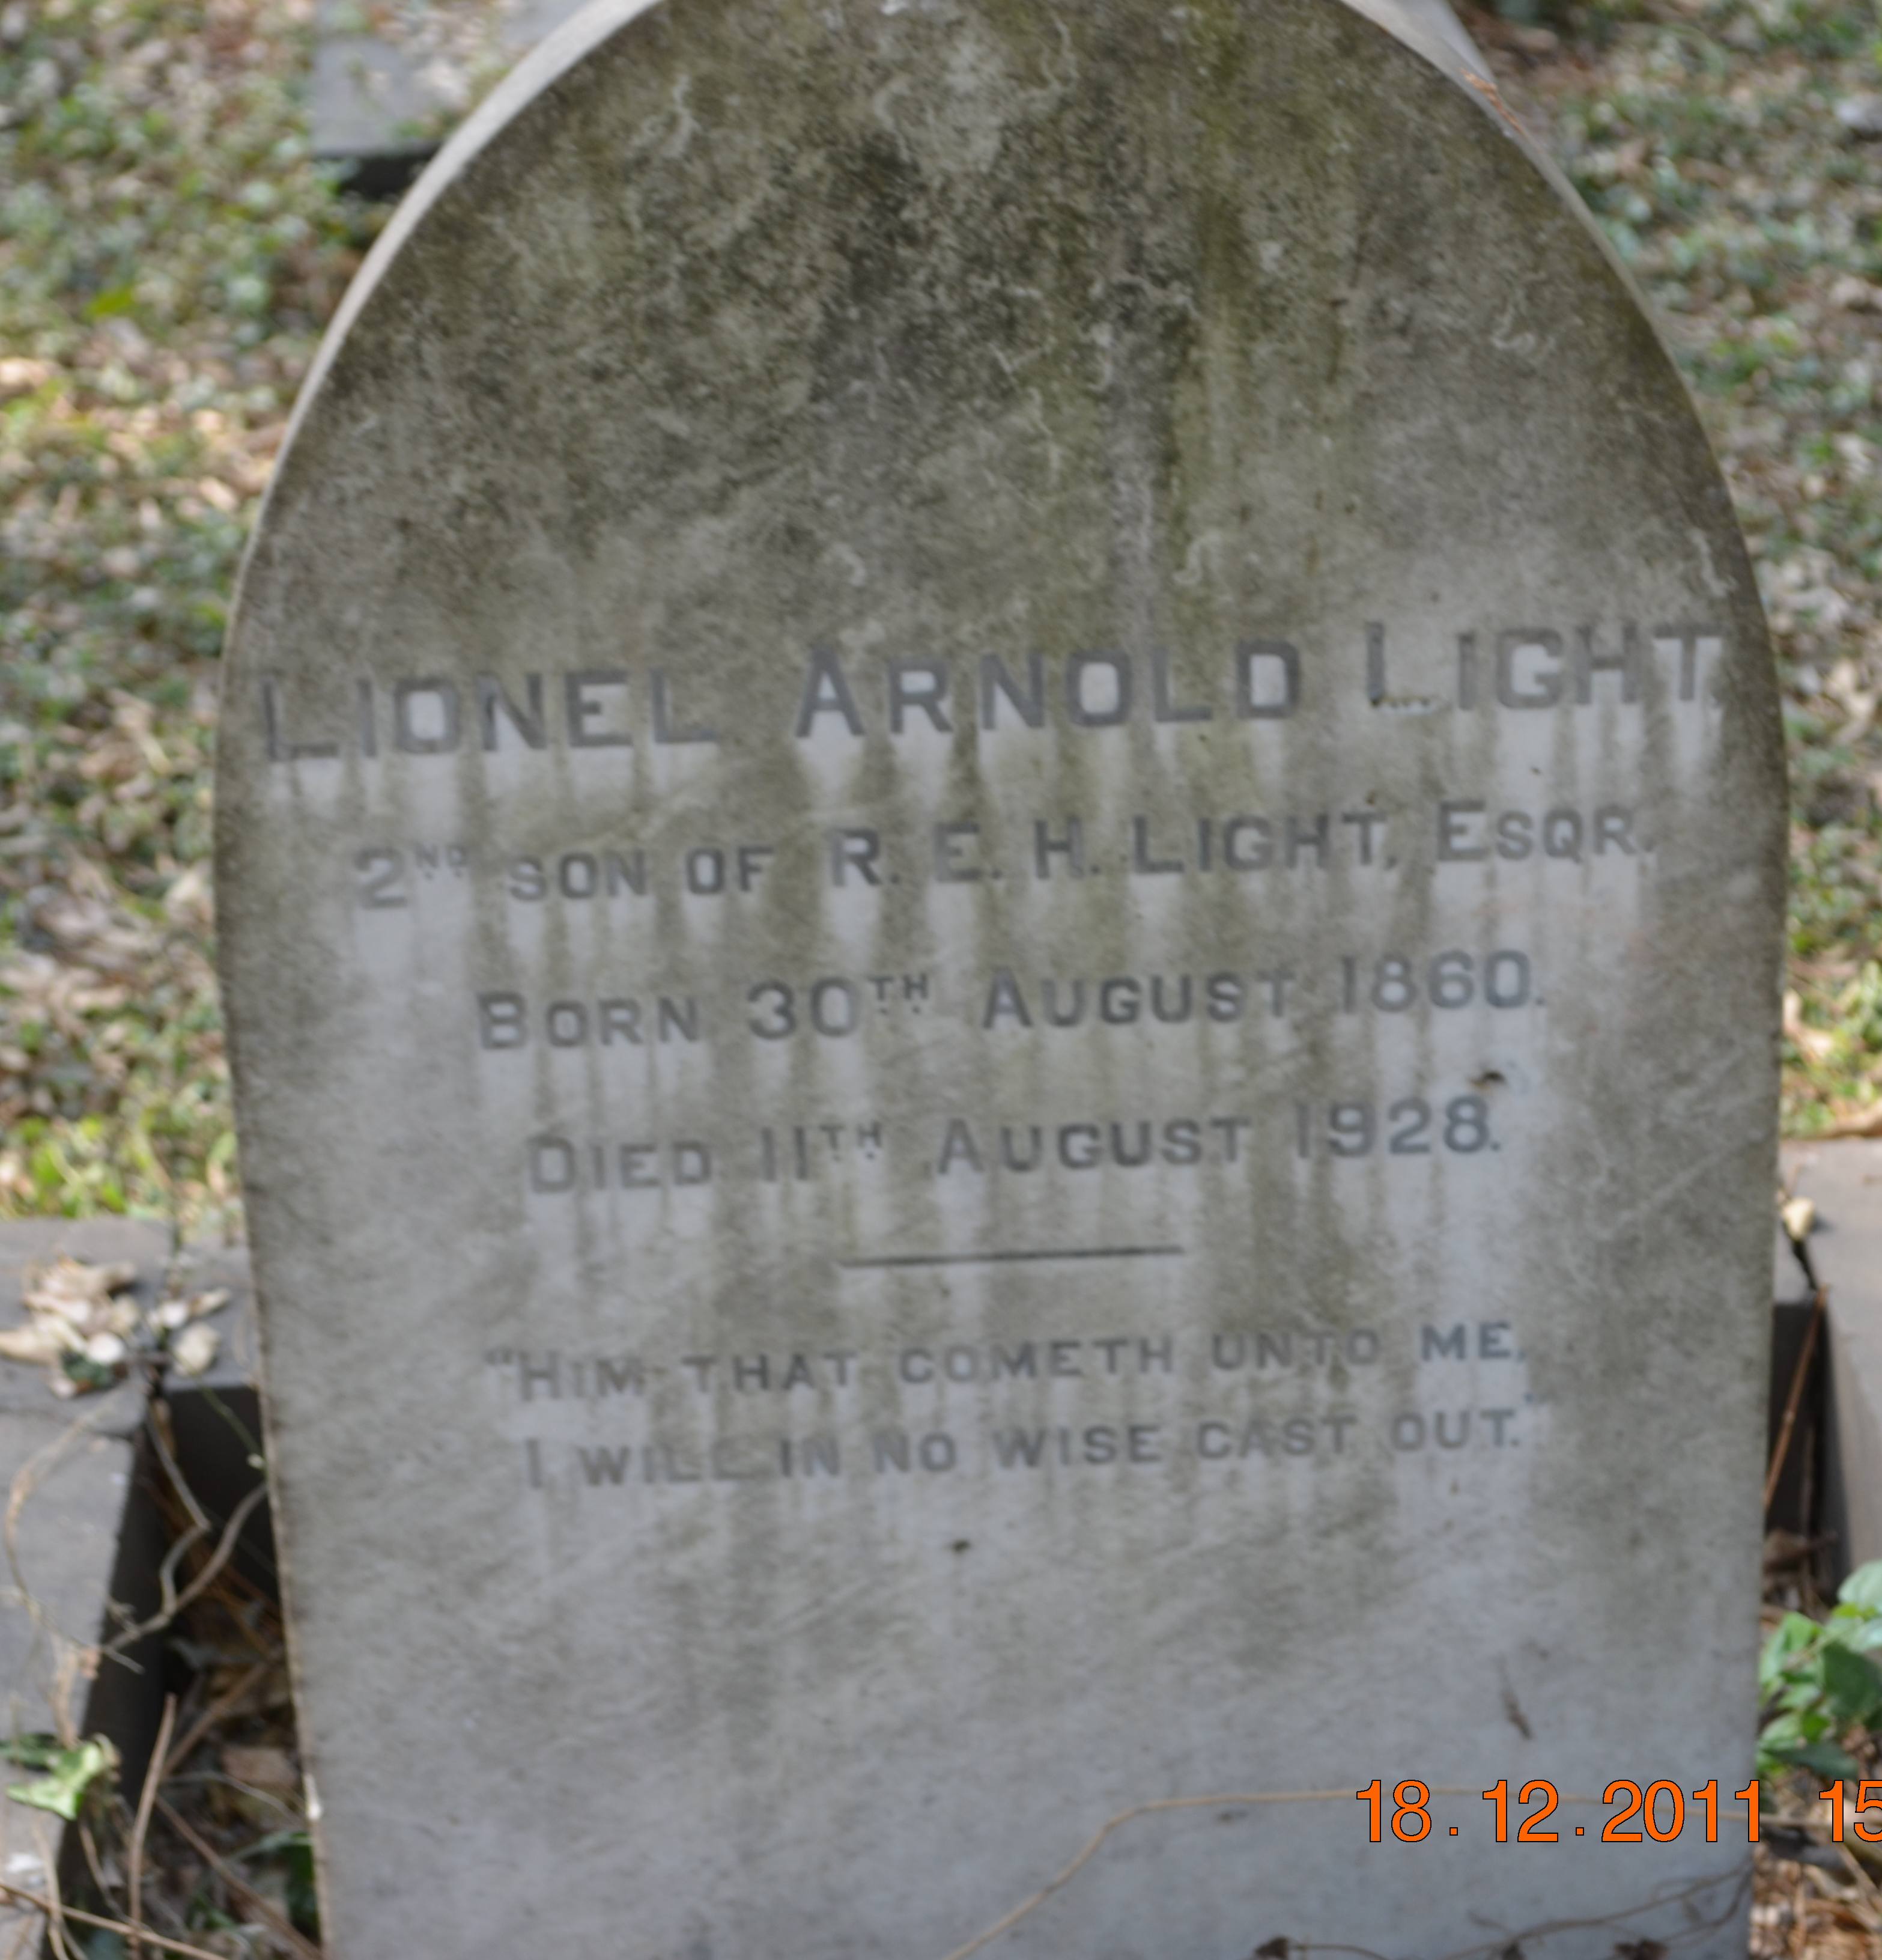 LIONEL ARNOLD LIGHT,
2ND SON OF R. E. H. LIGHT, ESQR.
BORN 30TH AUGUST 1860.
DIED 11TH AUGUST 1928.
"HIM THAT COMETH UNTO ME,
I WILL IN NO WISE CAST OUT."
18.12.2011 15